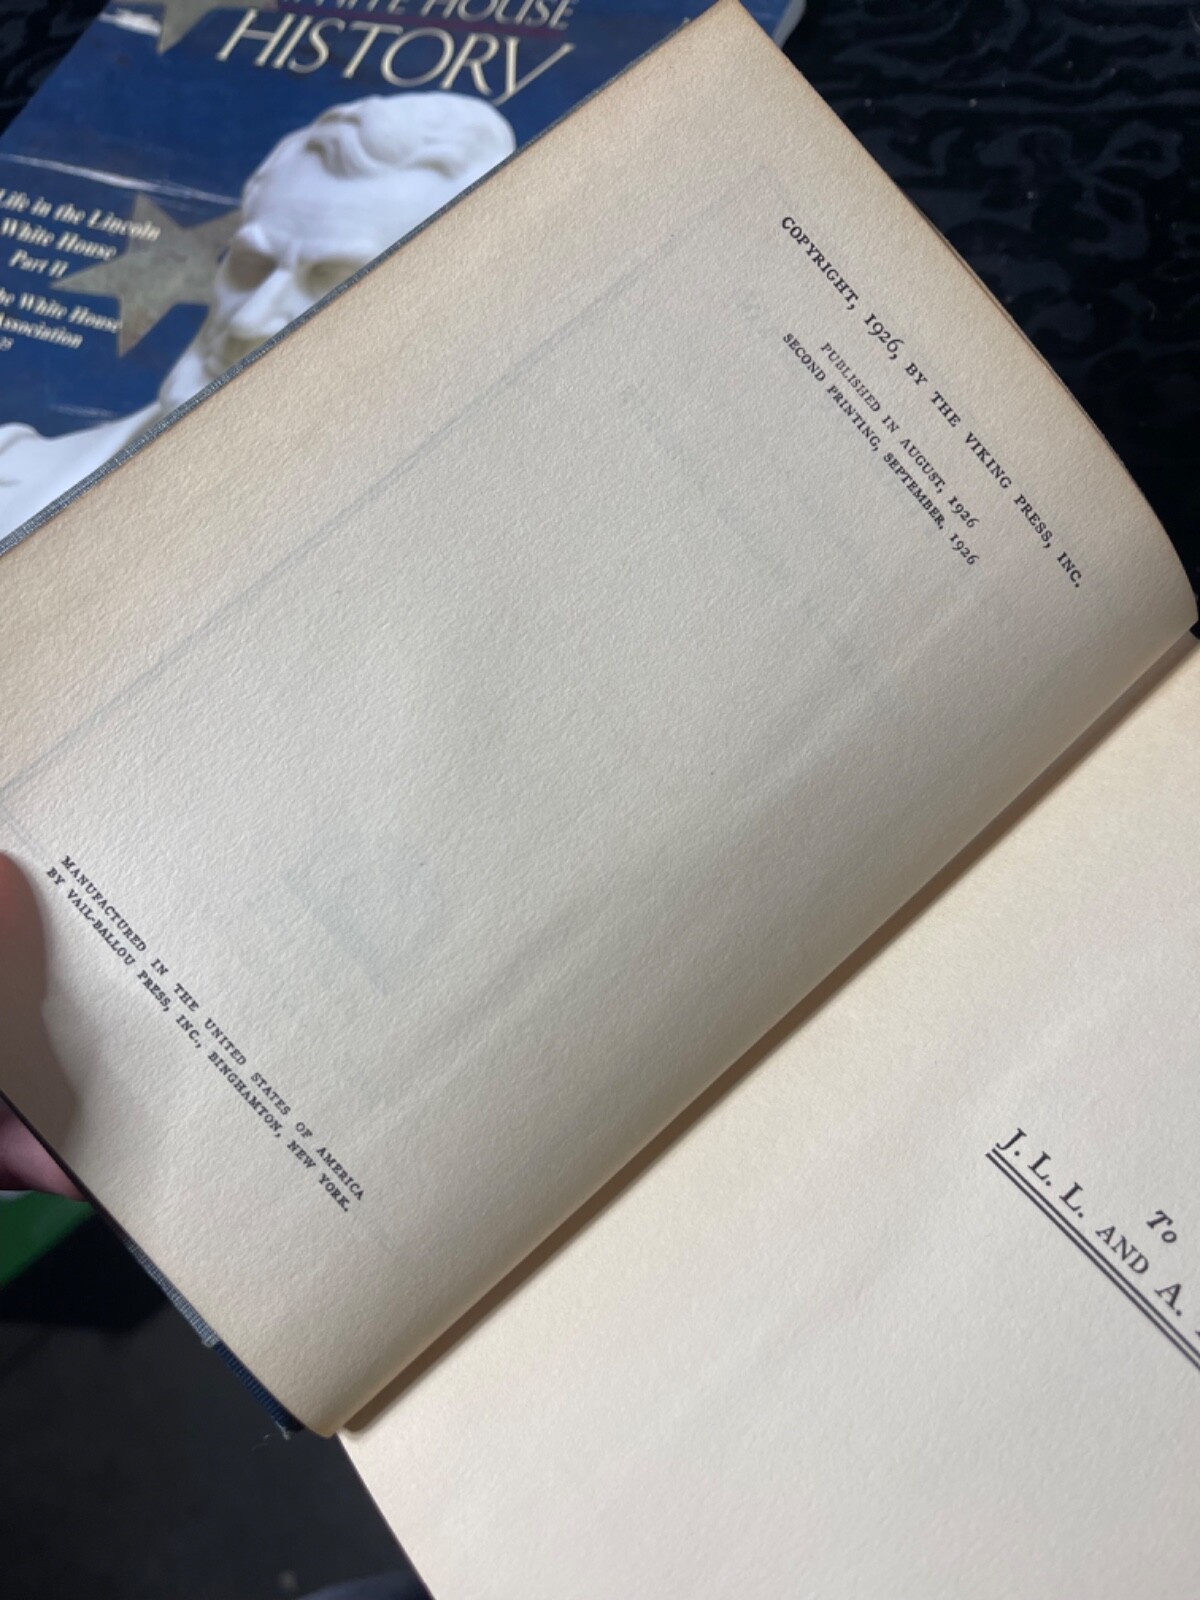 WHITE HOUSE
HISTORY
Life in the Lincoln
White House
Part II
White House
Association
COPYRIGHT, 1926, BY THE VIKING PRESS, INC.
PUBLISHED IN AUGUST, 1926
SECOND PRINTING, SEPTEMBER, 1926
MANUFACTURED IN THE UNITED STATES OF AMERICA
BY VAIL-BALLOU PRESS, INC., BINGHAMTON, NEW YORK.
To
J. L. L. AND A.